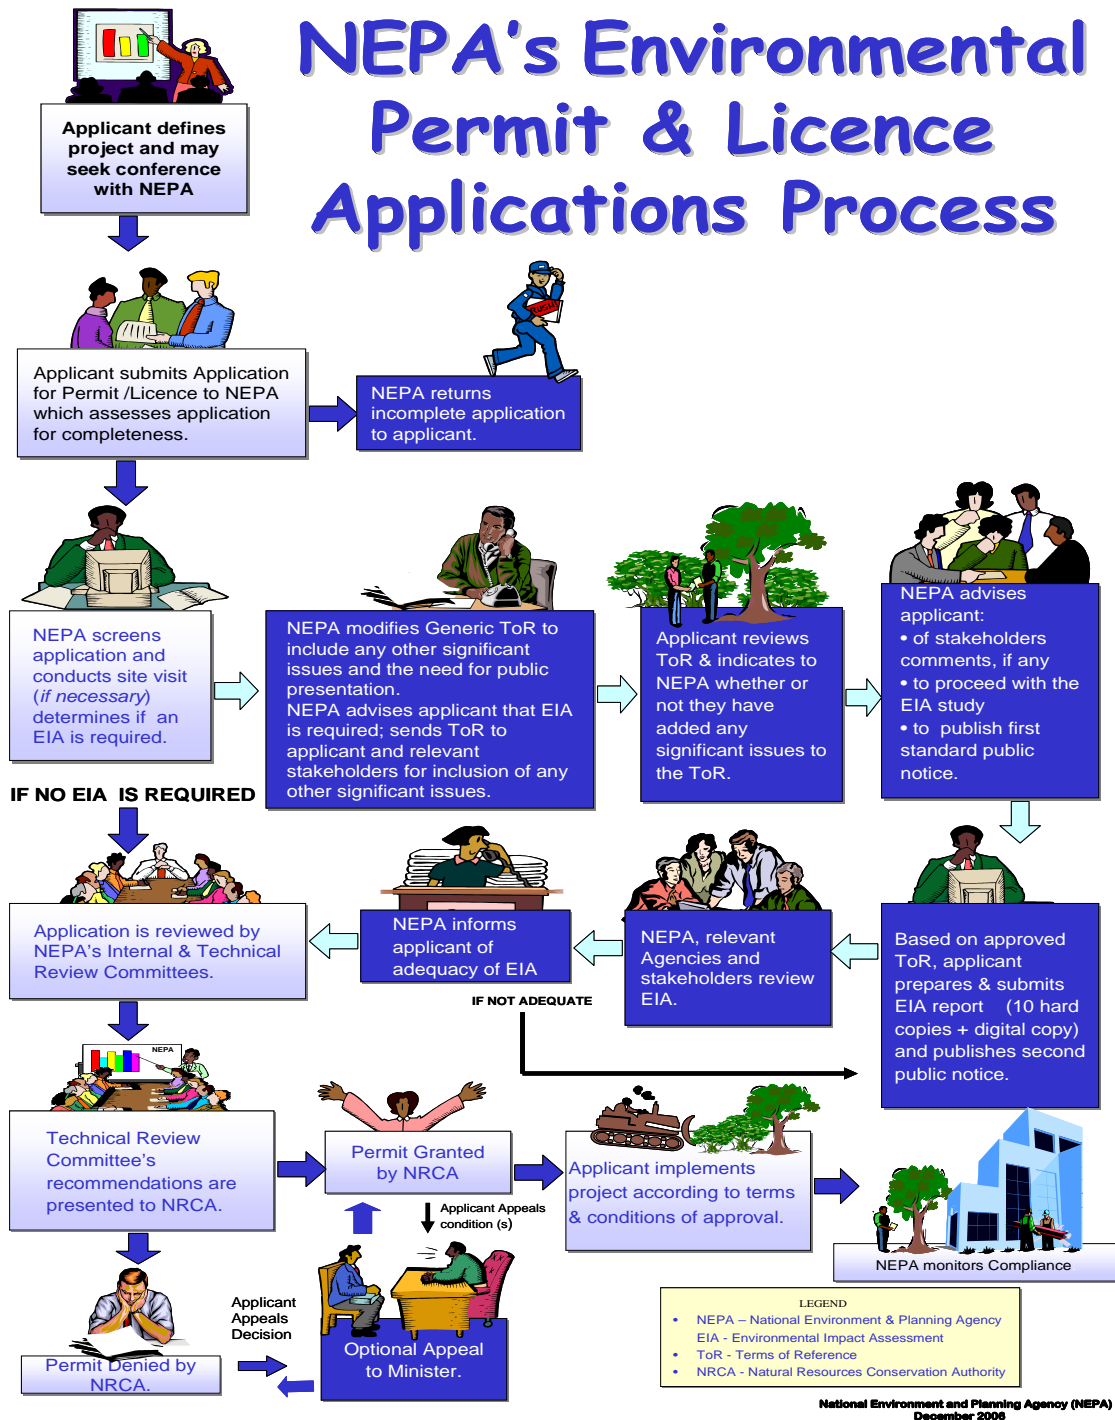 NEPA's Environmental
Permit & Licence
Applications Process
Applicant defines
project and may
seek conference
with NEPA
RUSH!
Applicant submits Application
for Permit /Licence to NEPA
which assesses application
for completeness.
NEPA returns
incomplete application
to applicant.
NEPA screens
application and
conducts site visit
(if necessary)
determines if an
EIA is required.
NEPA modifies Generic ToR to
include any other significant
issues and the need for public
presentation.
NEPA advises applicant that EIA
is required; sends ToR to
applicant and relevant
stakeholders for inclusion of any
other significant issues.
Applicant reviews
ToR & indicates to
NEPA whether or
not they have
added any
significant issues to
the ToR.
NEPA advises
applicant:
• of stakeholders
comments, if any
• to proceed with the
EIA study
• to publish first
standard public
notice.
IF NO EIA IS REQUIRED
Application is reviewed by
NEPA's Internal & Technical
Review Committees.
NEPA informs
applicant of
adequacy of EIA
IF NOT ADEQUATE
NEPA, relevant
Agencies and
stakeholders review
EIA.
Based on approved
ToR, applicant
prepares & submits
EIA report (10 hard
copies + digital copy)
and publishes second
public notice.
NEPA
Technical Review
Committee's
recommendations are
presented to NRCA.
Permit Granted
by NRCA
Applicant Appeals
condition (s)
Applicant implements
project according to terms
& conditions of approval.
NEPA monitors Compliance
Permit Denied by
NRCA.
Applicant
Appeals
Decision
Optional Appeal
to Minister.
LEGEND
• NEPA – National Environment & Planning Agency
EIA - Environmental Impact Assessment
• ToR - Terms of Reference
• NRCA - Natural Resources Conservation Authority
National Environment and Planning Agency (NEPA)
December 2006